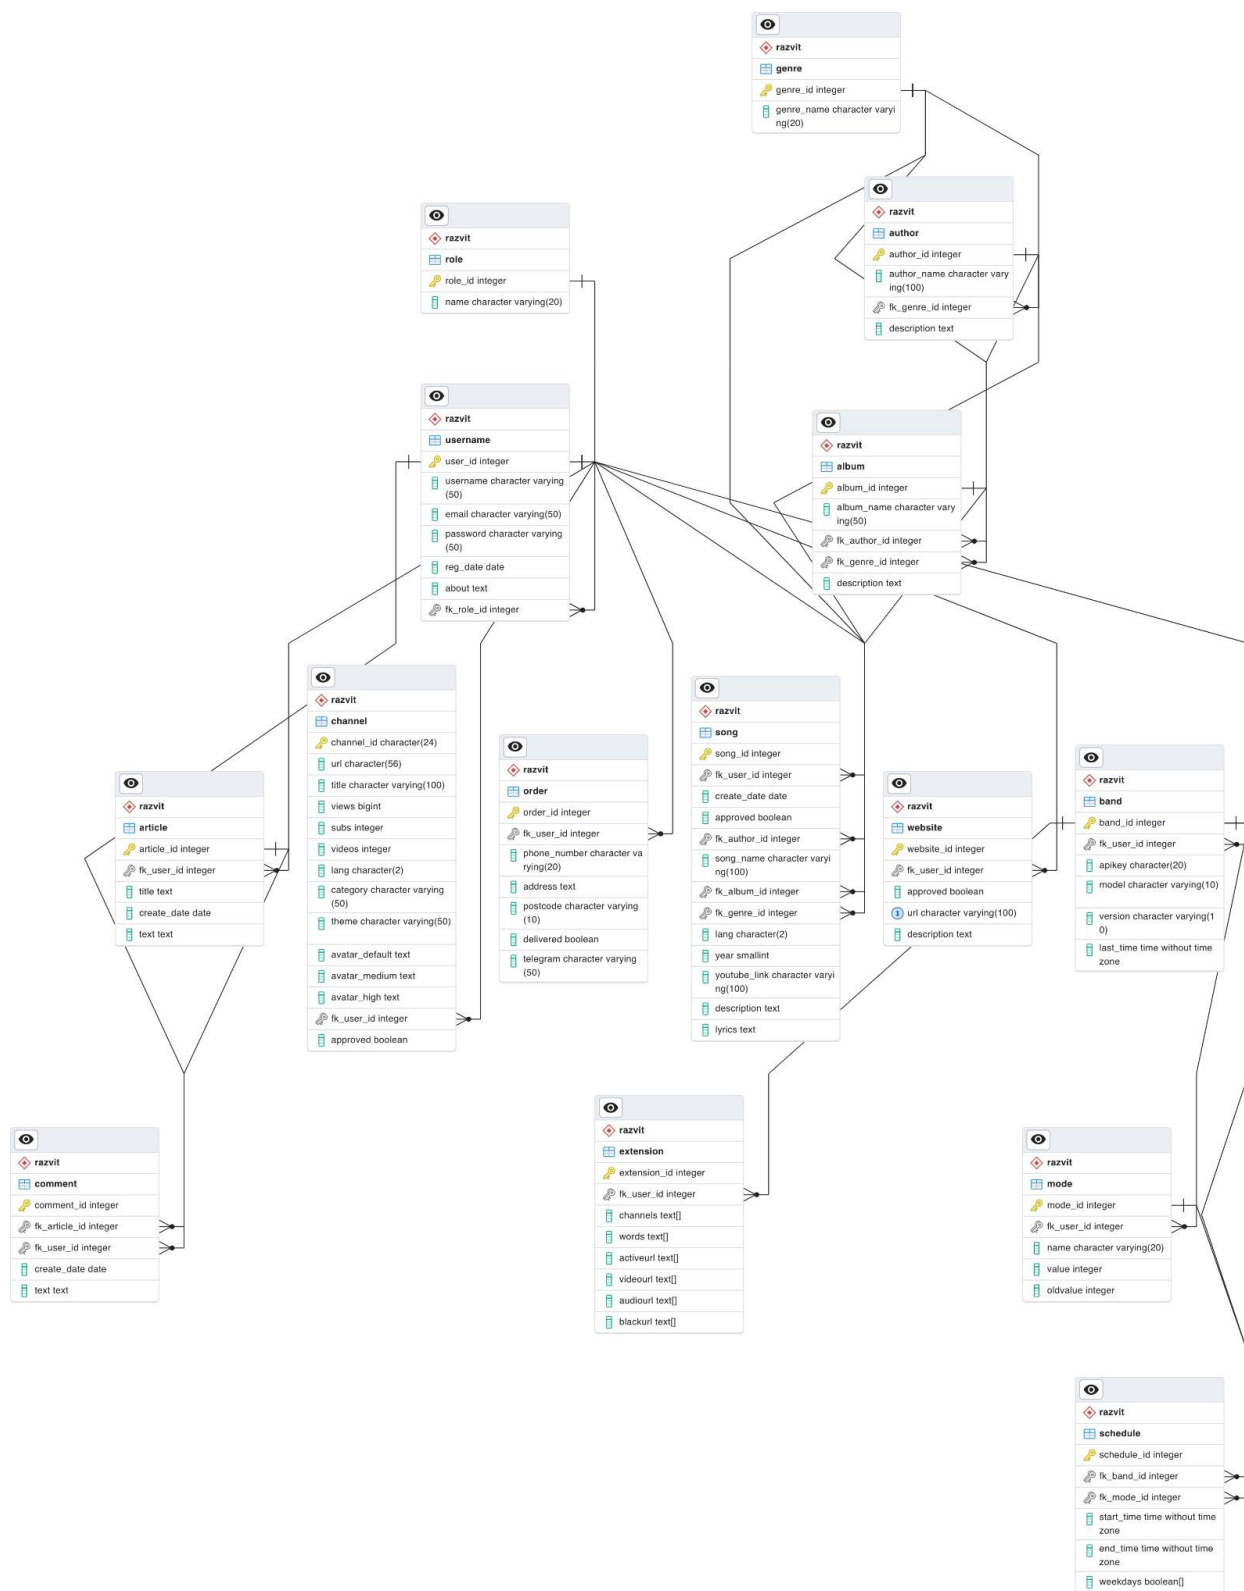 razvit
genre
genre_id integer
genre_name character varyi
ng(20)
razvit
author
author_id integer
author_name character vary
ing(100)
fk_genre_id integer
description text
razvit
role
role_id integer
name character varying(20)
razvit
username
user_id integer
username character varying
(50)
email character varying(50)
password character varying
(50)
reg_date date
about text
fk_role_id integer
razvit
album
album_id integer
album_name character vary
ing(50)
fk_author_id integer
fk_genre_id integer
description text
razvit
channel
channel_id character(24)
url character(56)
title character varying(100)
views bigint
subs integer
videos integer
lang character(2)
category character varying
(50)
theme character varying(50)
avatar_default text
avatar_medium text
avatar_high text
fk_user_id integer
approved boolean
razvit
song
song_id integer
fk_user_id integer
create_date date
approved boolean
fk_author_id integer
song_name character varyi
ng(100)
fk_album_id integer
fk_genre_id integer
lang character(2)
year smallint
youtube_link character varyi
ng(100)
description text
lyrics text
razvit
order
order_id integer
fk_user_id integer
phone_number character va
rying(20)
address text
postcode character varying
(10)
delivered boolean
telegram character varying
(50)
razvit
band
band_id integer
fk_user_id integer
apikey character(20)
model character varying(10)
version character varying(1
0)
last_time time without time
zone
razvit
article
article_id integer
fk_user_id integer
title text
create_date date
text text
razvit
website
website_id integer
fk_user_id integer
approved boolean
1
url character varying(100)
description text
razvit
extension
extension_id integer
fk_user_id integer
channels text[]
words text[]
activeurl text[]
videourl text[]
audiourl text[]
blackurl text[]
razvit
comment
comment_id integer
fk_article_id integer
fk_user_id integer
create_date date
text text
razvit
mode
mode_id integer
fk_user_id integer
name character varying(20)
value integer
oldvalue integer
razvit
schedule
schedule_id integer
fk_band_id integer
fk_mode_id integer
start_time time without time
zone
end_time time without time
zone
weekdays boolean[]